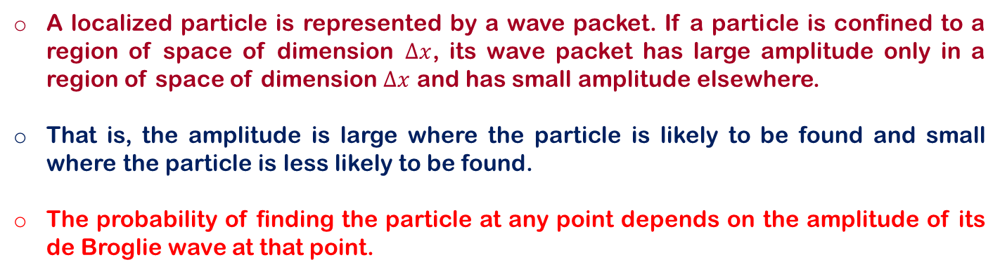 ○ A localized particle is represented by a wave packet. If a particle is confined to a
region of space of dimension Δ𝑥, its wave packet has large amplitude only in a
region of space of dimension Δ𝑥 and has small amplitude elsewhere.
○ That is, the amplitude is large where the particle is likely to be found and small
where the particle is less likely to be found.
○ The probability of finding the particle at any point depends on the amplitude of its
de Broglie wave at that point.